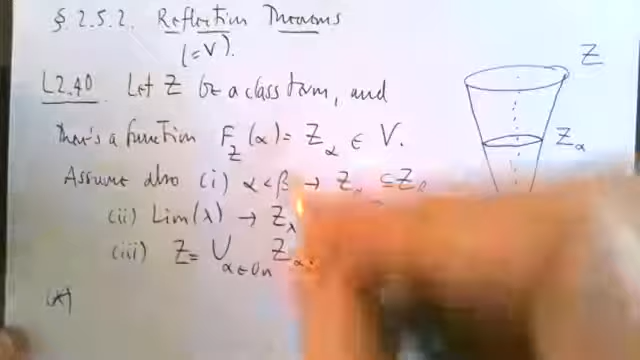 § 2.5.2. Reflection Theorems
(=V).
L2.40 Let Z be a class term, and
There's a function F_Z(α) = Z_α ∈ V.
Assume also (i) α < β → Z_α ⊆ Z_β
(ii) Lim(λ) → Z_λ
(iii) Z = ⋃_{α∈On} Z_α.
(*)
Z
Z_α